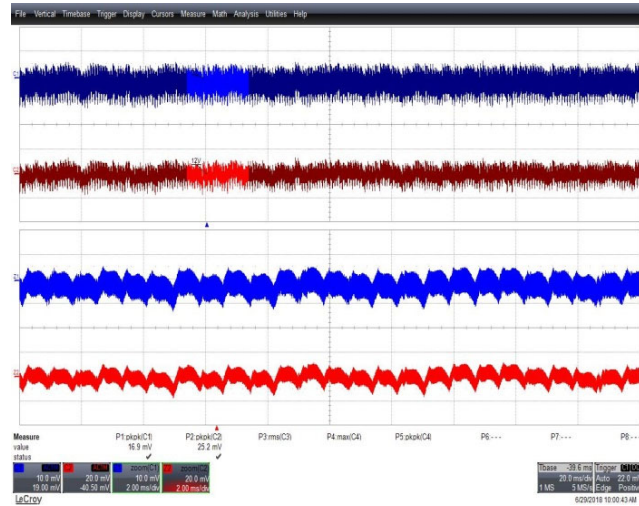 File Vertical Timebase Trigger Display Cursors Measure Math Analysis Utilities Help
12V
Measure P1:pkpk(C1) P2:pkpk(C2) P3:rms(C3) P4:max(C4) P5:pkpk(C4) P6:--- P7:--- P8:---
value 16.9 mV 25.2 mV
status
zoom(C1) zoom(C2) Tbase -39.6 ms Trigger
10.0 mV 20.0 mV 10.0 mV 20.0 mV 20.0 ms/div Auto 22.0 mV
19.00 mV -40.50 mV 2.00 ms/div 2.00 ms/div 1 MS 5 MS/s Edge Positive
LeCroy 6/29/2018 10:00:43 AM